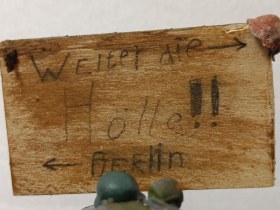 Weiter die →
Hölle!!
← Berlin